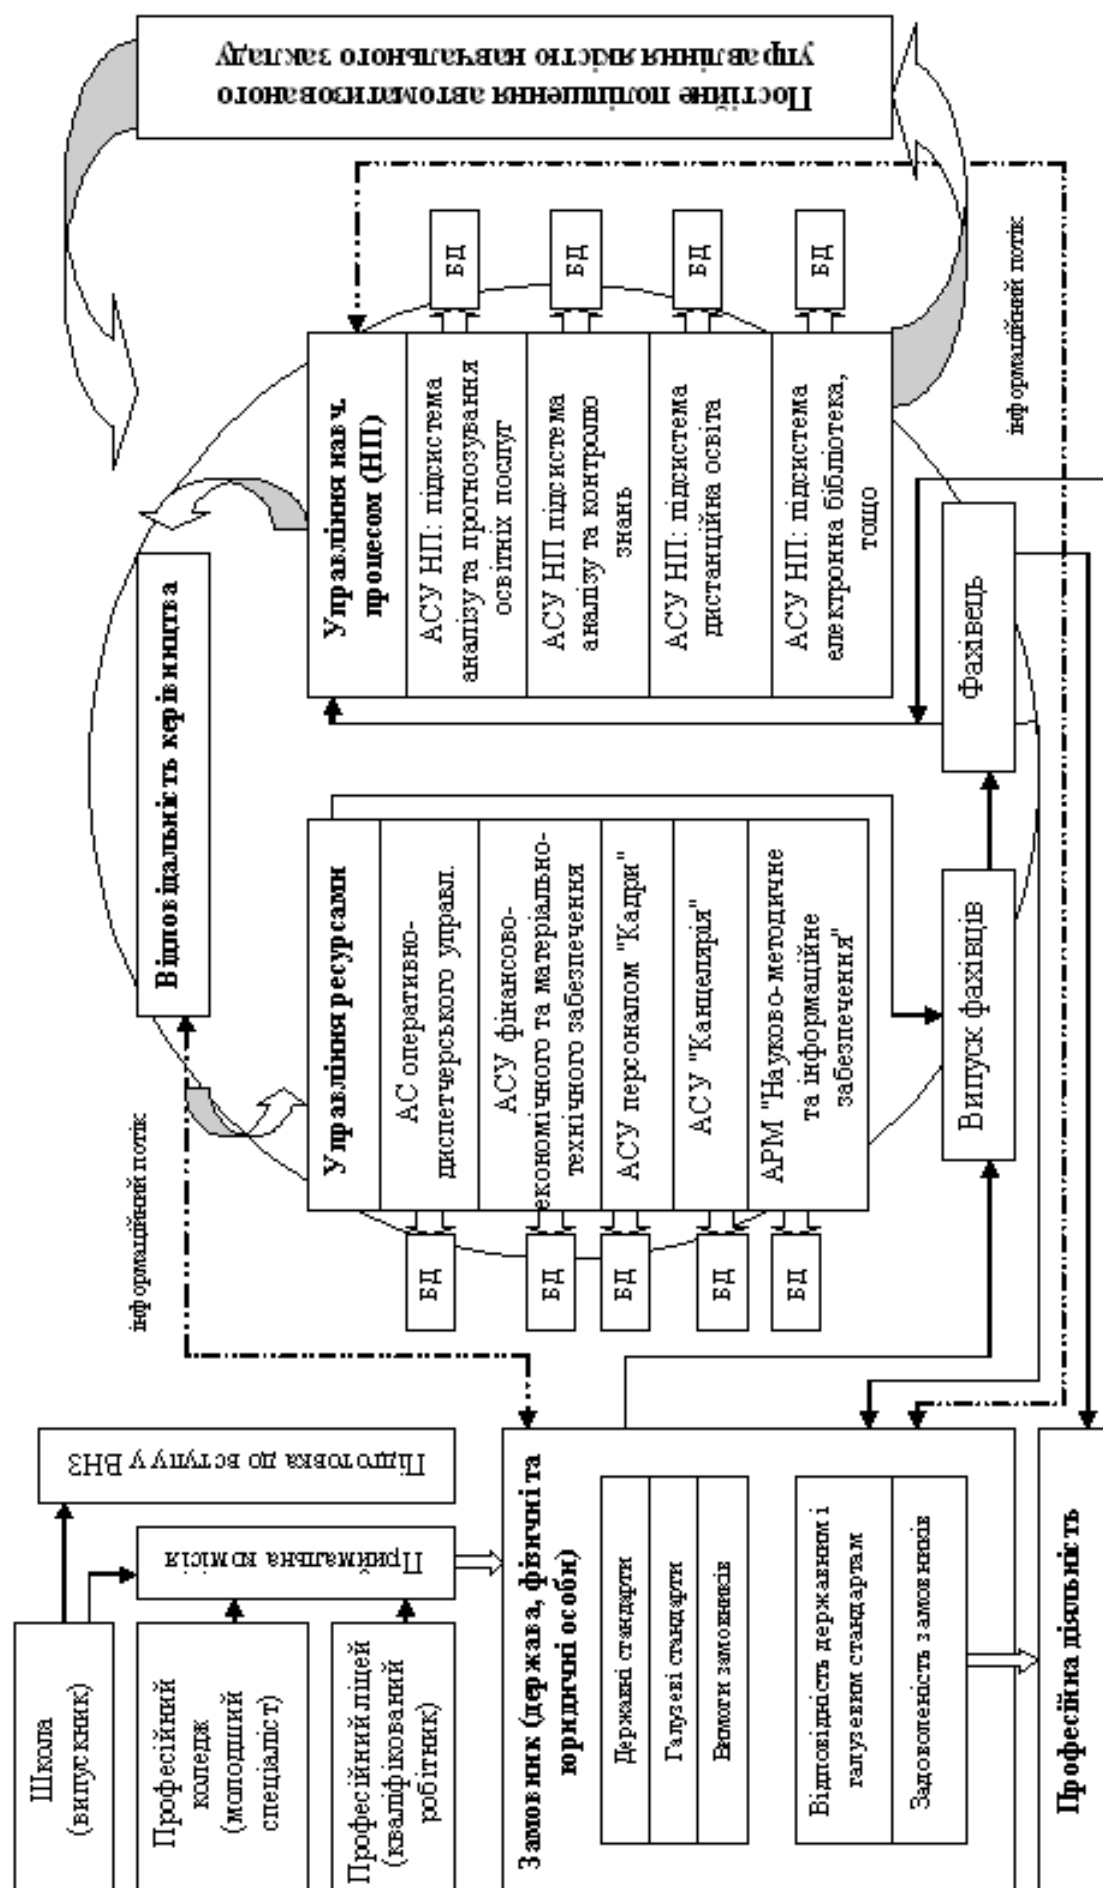 Школа
(випускник)
Професійний
коледж
(молодший
спеціаліст)
Професійний ліцей
(кваліфікований
робітник)
Підготовка до вступу у ВНЗ
Приймальна комісія
Замовник (держава, фізичні та
юридичні особи)
Державні стандарти
Галузеві стандарти
Вимоги замовників
Відповідність державним і
галузевим стандартам
Задоволеність замовників
Професійна діяльність
інформаційний потік
Відповідальність керівництва
Управління ресурсами
АС оперативно-
диспетчерського управл.
АСУ фінансово-
економічного та матеріально-
технічного забезпечення
АСУ персоналом "Кадри"
АСУ "Канцелярія"
АРМ "Науково-методичне
та інформаційне
забезпечення"
БД
БД
БД
БД
БД
Випуск фахівців
Фахівець
Управління навч.
процесом (НП)
АСУ НП: підсистема
аналізу та прогнозування
освітніх послуг
АСУ НП підсистема
аналізу та контролю
знань
АСУ НП: підсистема
дистанційна освіта
АСУ НП: підсистема
електронна бібліотека,
тощо
БД
БД
БД
БД
інформаційний потік
Постійне поліпшення автоматизованого
управління якістю навчального закладу